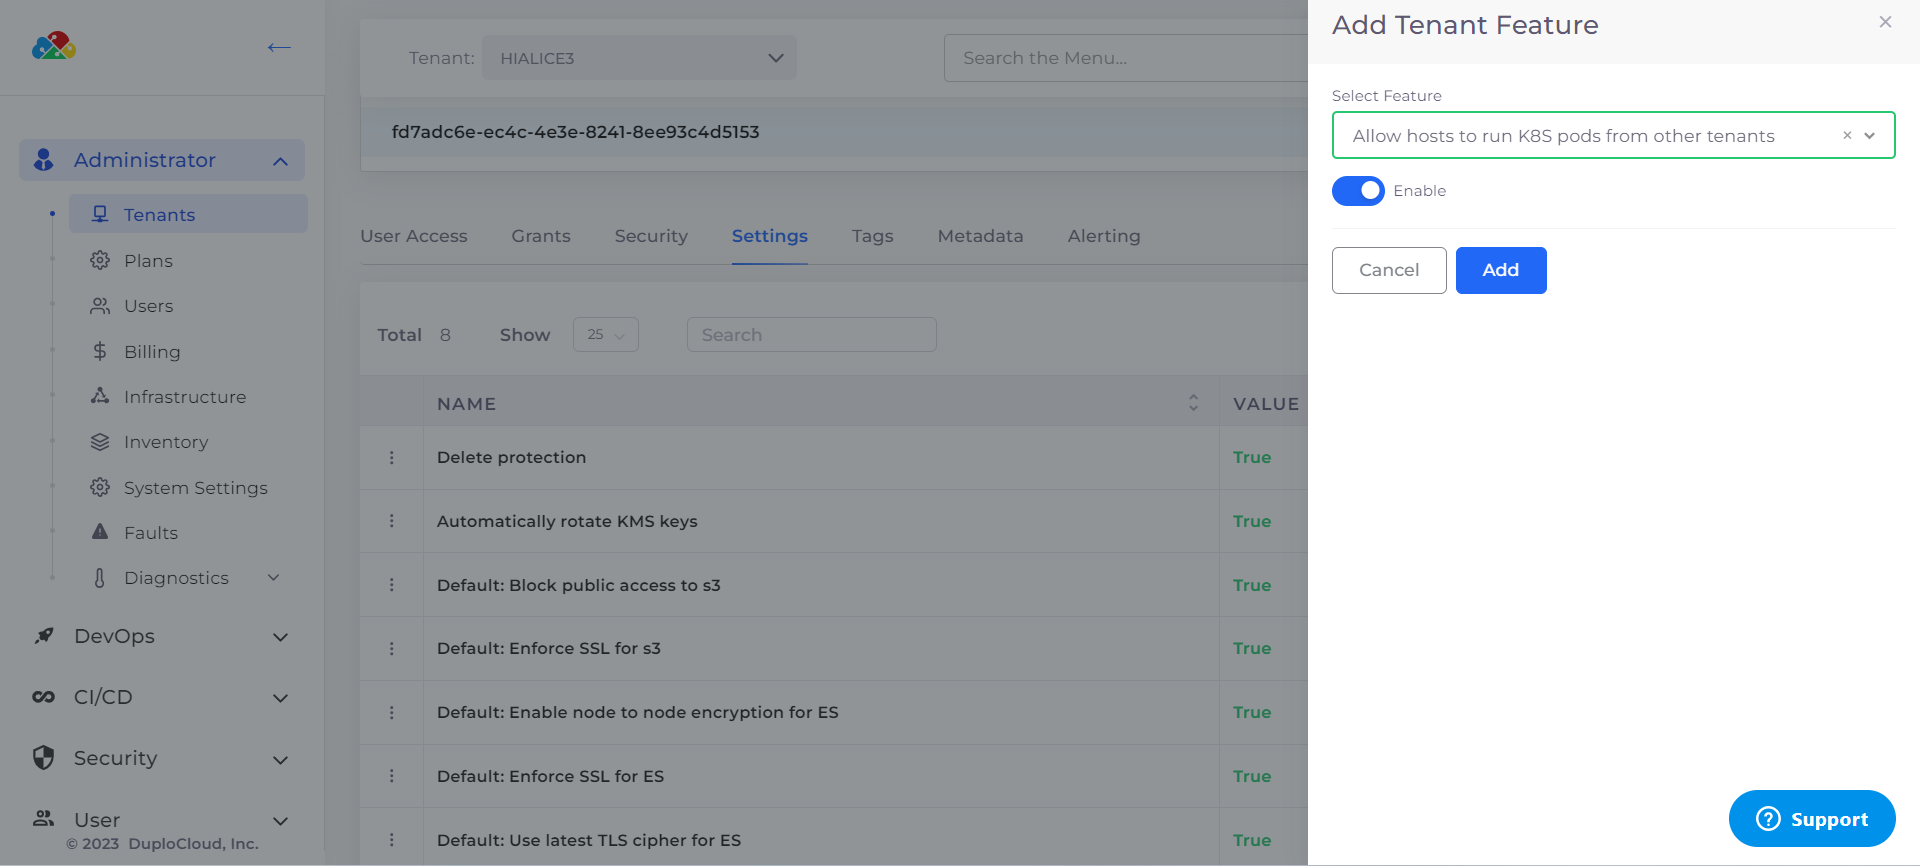 Tenant: HIALICE3
Search the Menu...
fd7adc6e-ec4c-4e3e-8241-8ee93c4d5153
Administrator
Tenants
Plans
Users
Billing
Infrastructure
Inventory
System Settings
Faults
Diagnostics
DevOps
CI/CD
Security
User
© 2023 DuploCloud, Inc.
User Access Grants Security Settings Tags Metadata Alerting
Total 8 Show 25 Search
NAME VALUE
Delete protection True
Automatically rotate KMS keys True
Default: Block public access to s3 True
Default: Enforce SSL for s3 True
Default: Enable node to node encryption for ES True
Default: Enforce SSL for ES True
Default: Use latest TLS cipher for ES True
Add Tenant Feature
Select Feature
Allow hosts to run K8S pods from other tenants
Enable
Cancel Add
Support